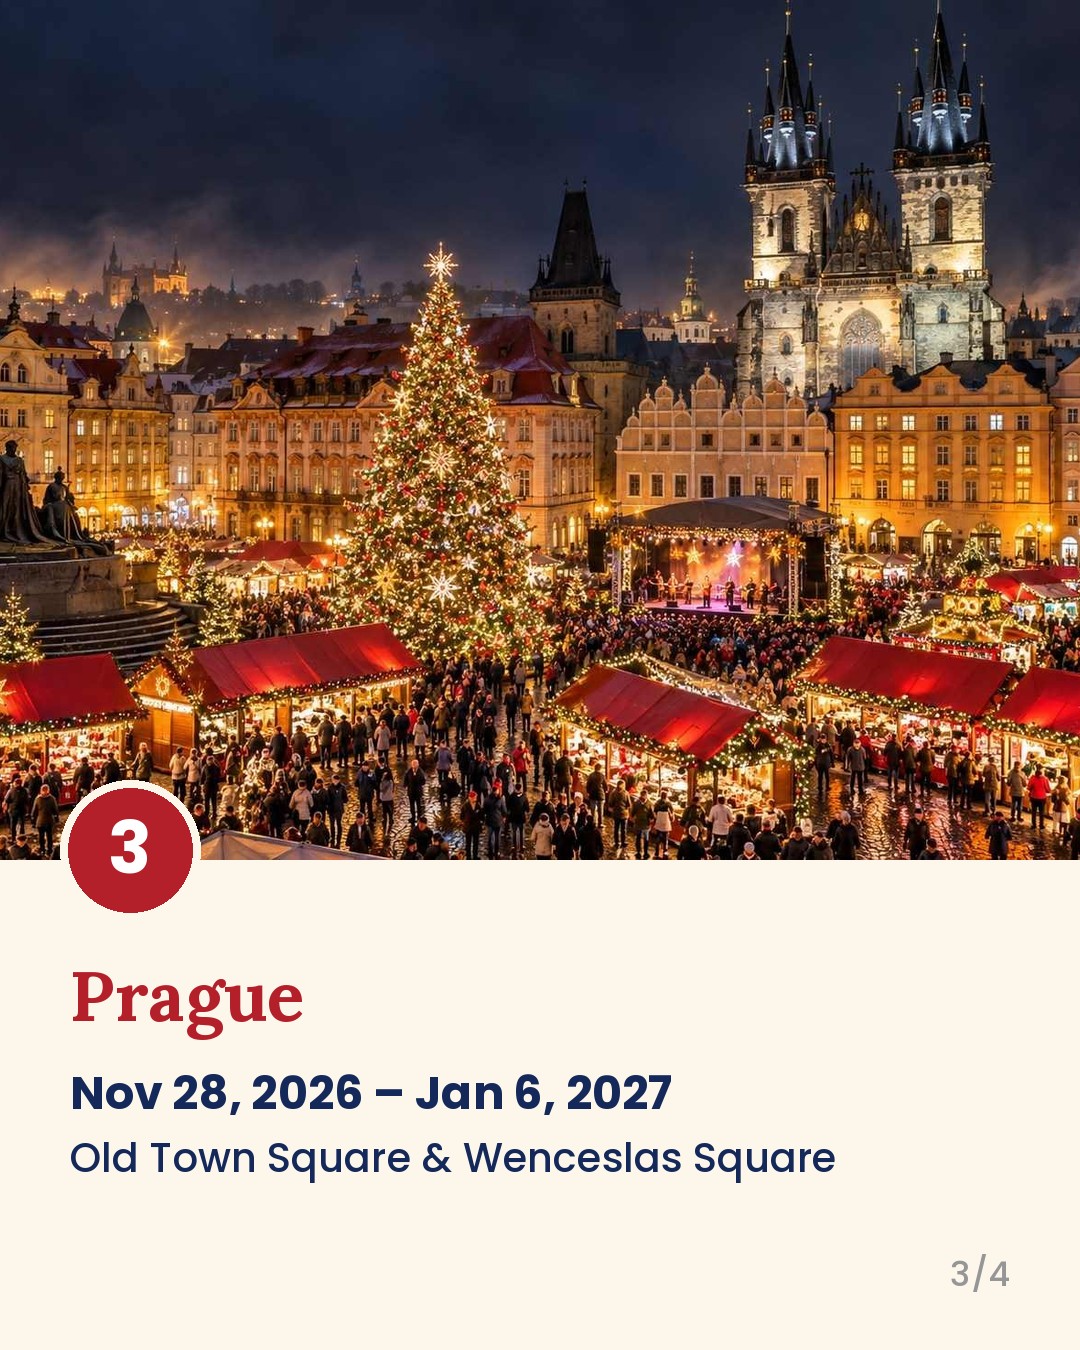 3
Prague
Nov 28, 2026 – Jan 6, 2027
Old Town Square & Wenceslas Square
3/4